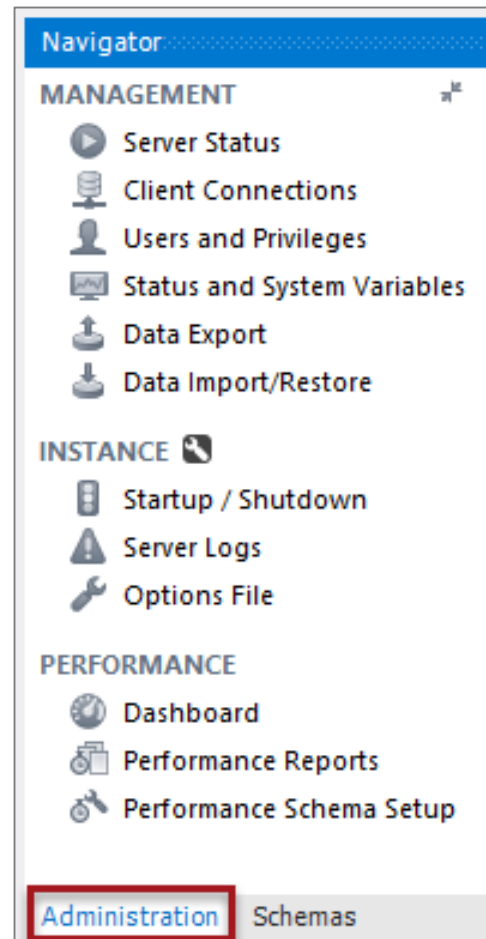 Navigator
MANAGEMENT
Server Status
Client Connections
Users and Privileges
Status and System Variables
Data Export
Data Import/Restore
INSTANCE
Startup / Shutdown
Server Logs
Options File
PERFORMANCE
Dashboard
Performance Reports
Performance Schema Setup
Administration Schemas